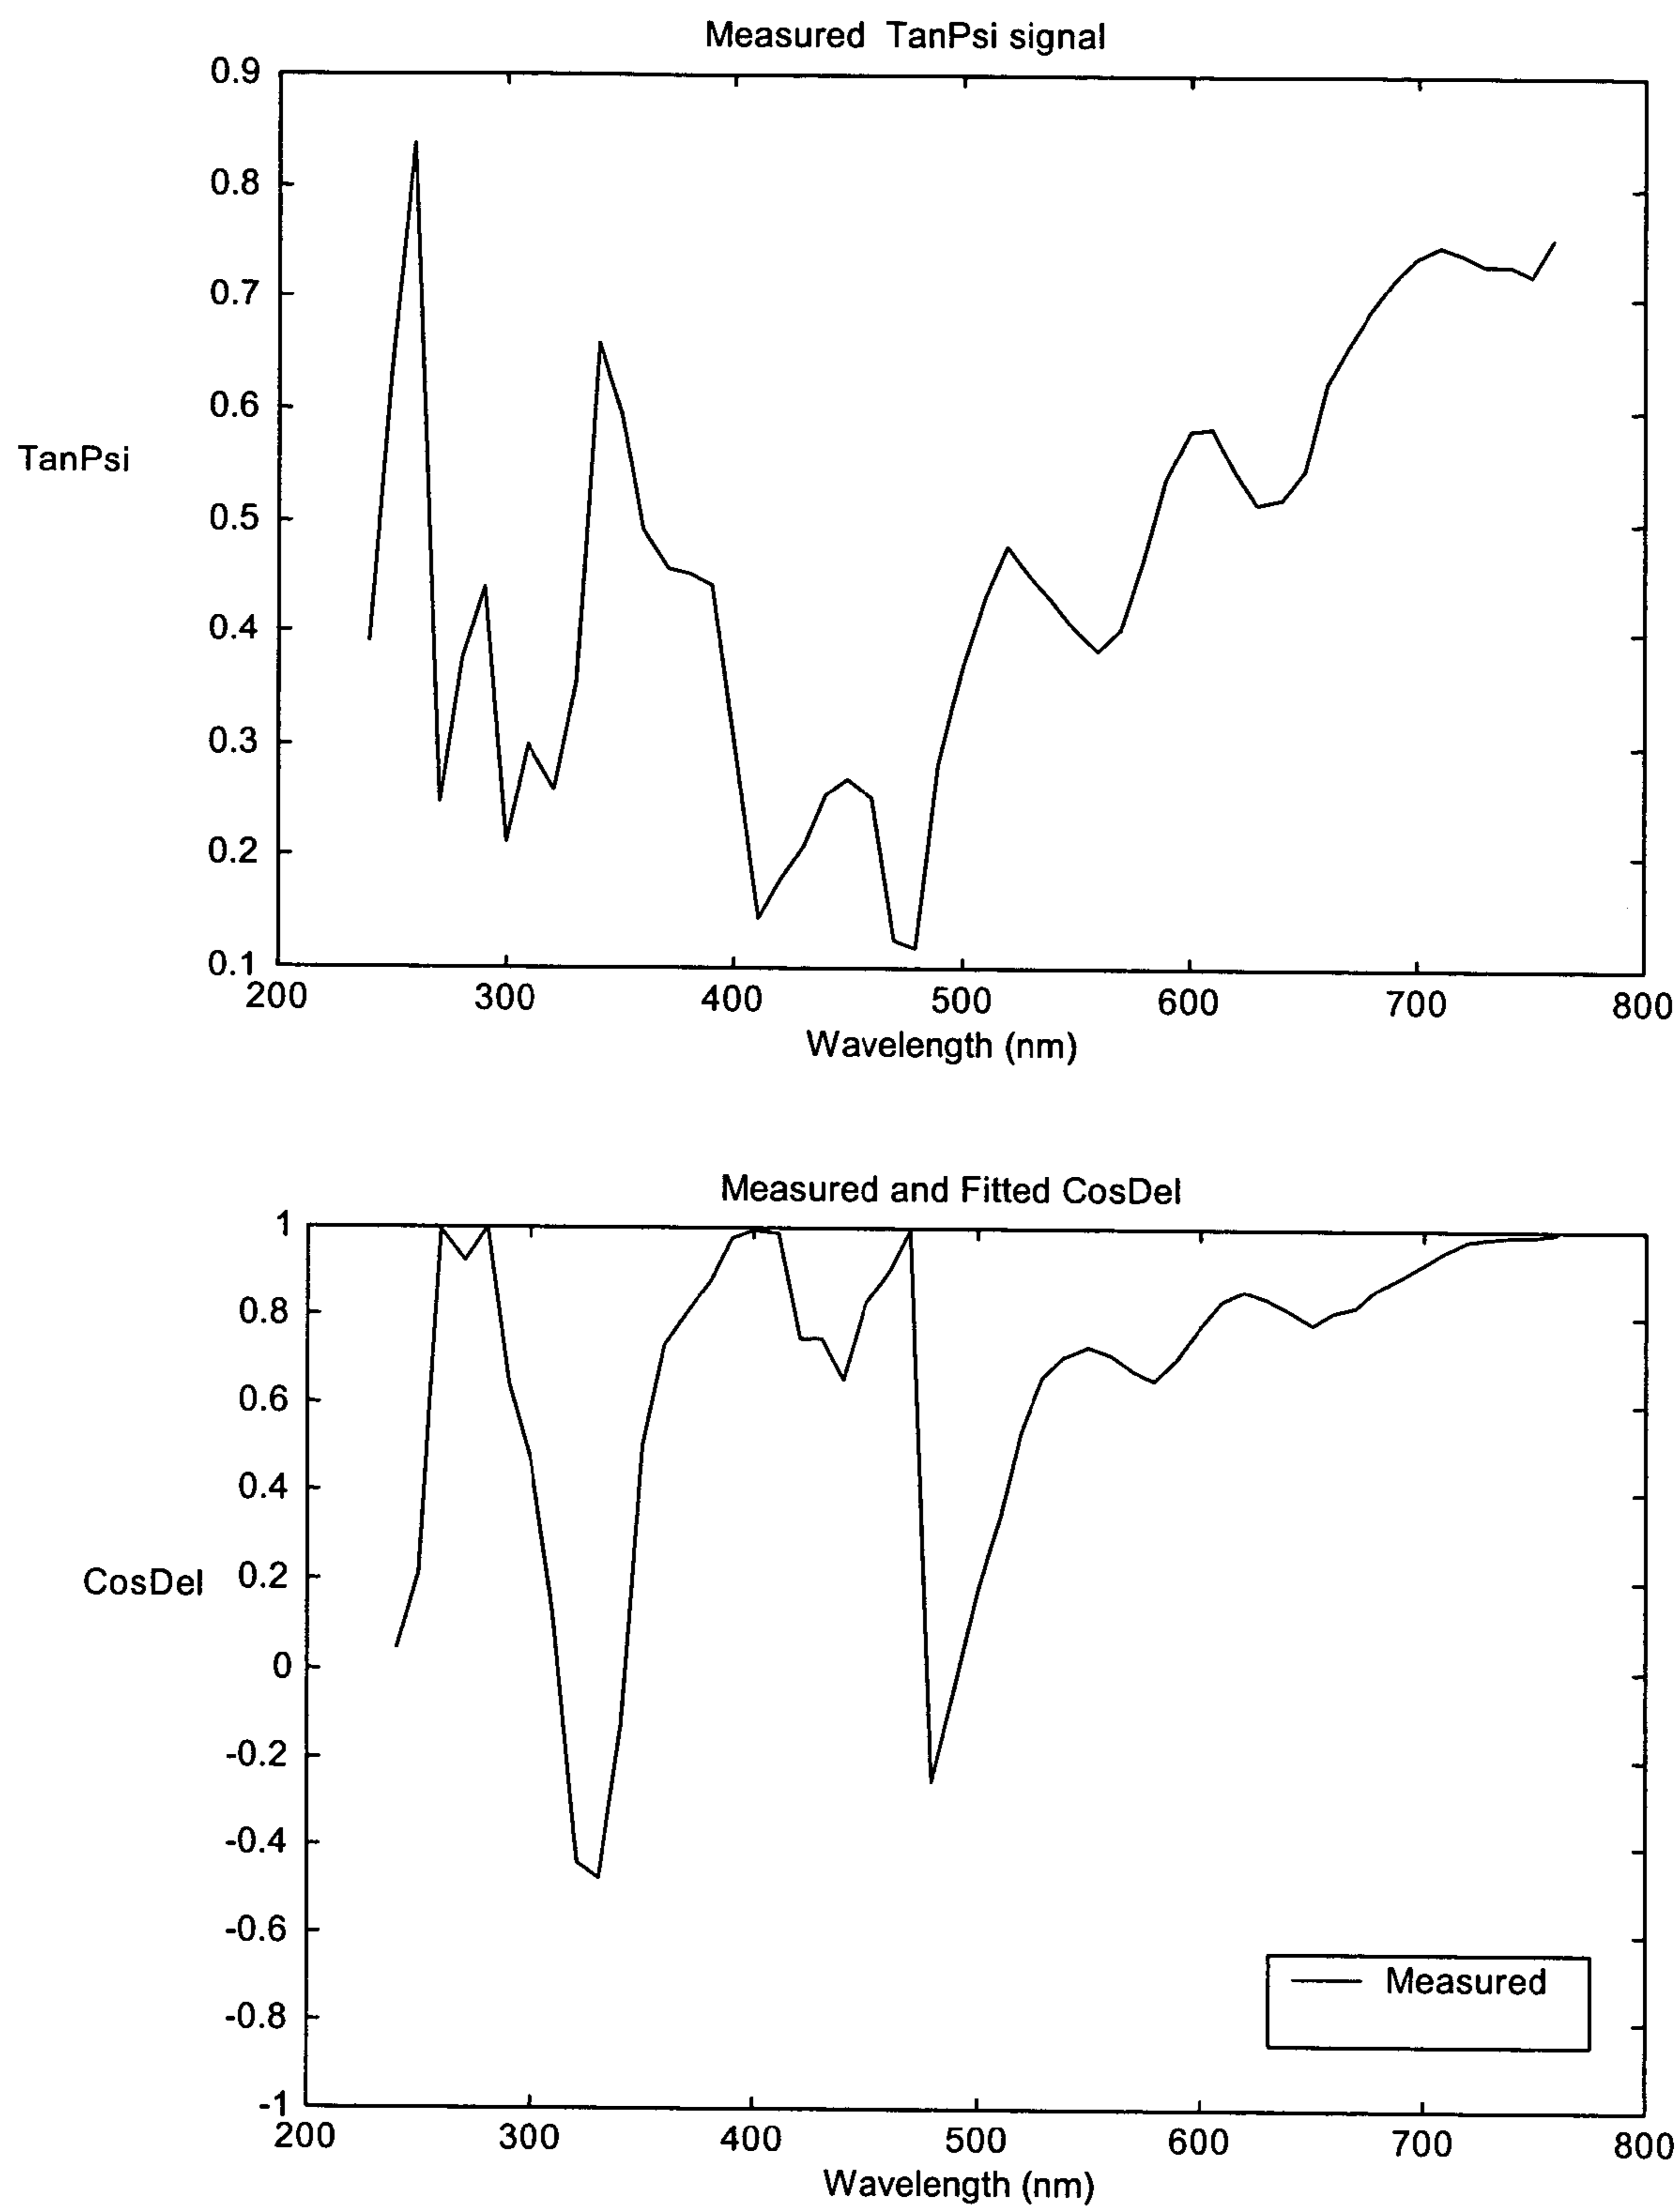 Measured TanPsi signal
0.9
0.8
0.7
0.6
TanPsi
0.5
0.4
0.3
0.2
0.1
200 300 400 500 600 700 800
Wavelength (nm)
Measured and Fitted CosDel
1
0.8
0.6
0.4
CosDel 0.2
0
-0.2
-0.4
-0.6
Measured
-0.8
-1
200 300 400 500 600 700 800
Wavelength (nm)